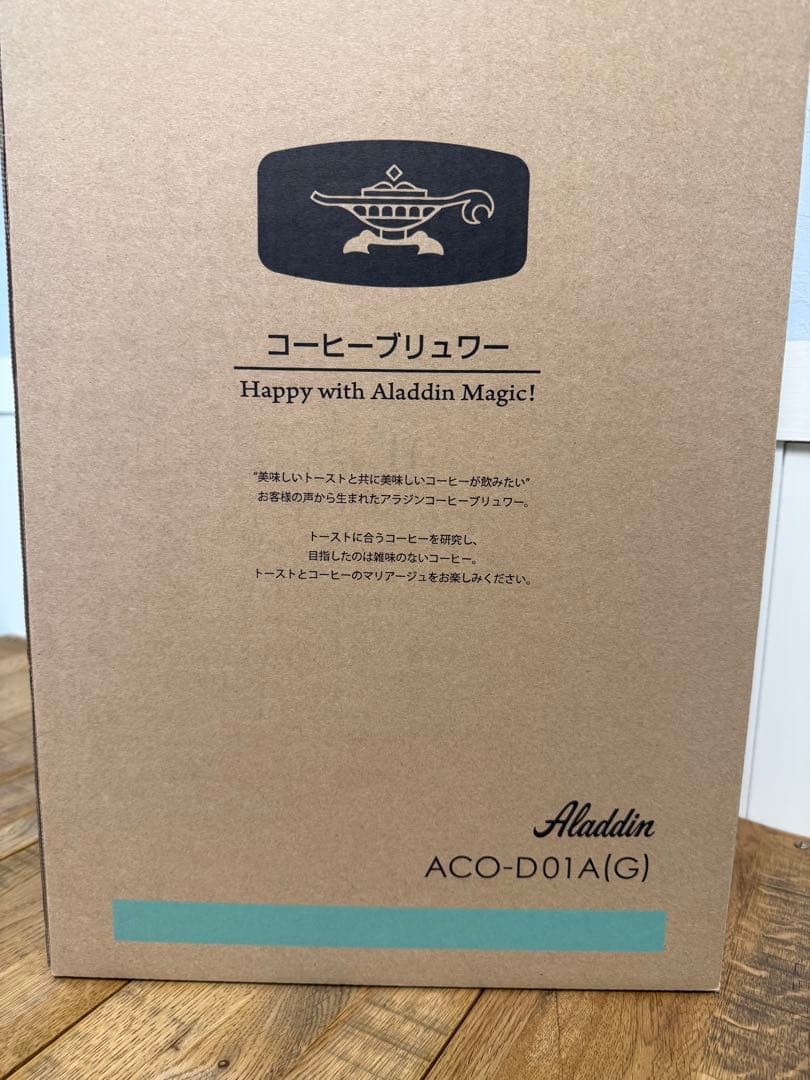 コーヒーブリュワー
Happy with Aladdin Magic!
“美味しいトーストと共に美味しいコーヒーが飲みたい”
お客様の声から生まれたアラジンコーヒーブリュワー。
トーストに合うコーヒーを研究し、
目指したのは雑味のないコーヒー。
トーストとコーヒーのマリアージュをお楽しみください。
Aladdin
ACO-D01A(G)